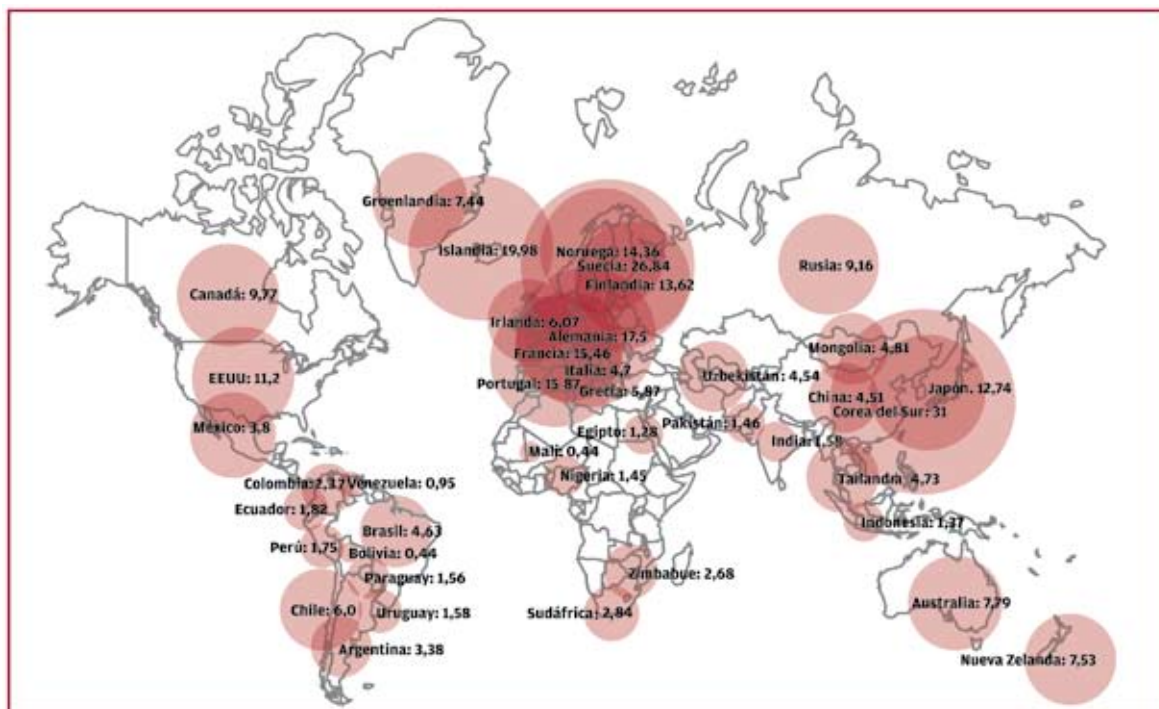 Groenlandia: 7,44
Islandia: 19,98
Noruega: 14,36
Suecia: 26,84
Finlandia: 13,62
Rusia: 9,16
Canadá: 9,77
Irlanda: 6,07
Alemania: 17,5
Francia: 15,46
Italia: 4,7
Portugal: 15 87
Grecia: 5,87
Mongolia: 4,81
Uzbekistán: 4,54
China: 4,51
Japón. 12,74
Corea del Sur: 31
EEUU: 11,2
México: 3,8
Egipto: 1,28
Pakistán: 1,46
India: 1,58
Mali: 0,44
Nigeria: 1,45
Tailandia: 4,73
Colombia: 2,37
Venezuela: 0,95
Ecuador: 1,82
Brasil: 4,63
Indonesia: 1,37
Perú: 1,75
Bolivia: 0,44
Paraguay: 1,56
Zimbabue: 2,68
Chile: 6,0
Uruguay: 1,58
Sudáfrica: 2,84
Australia: 7,79
Argentina: 3,38
Nueva Zelanda: 7,53